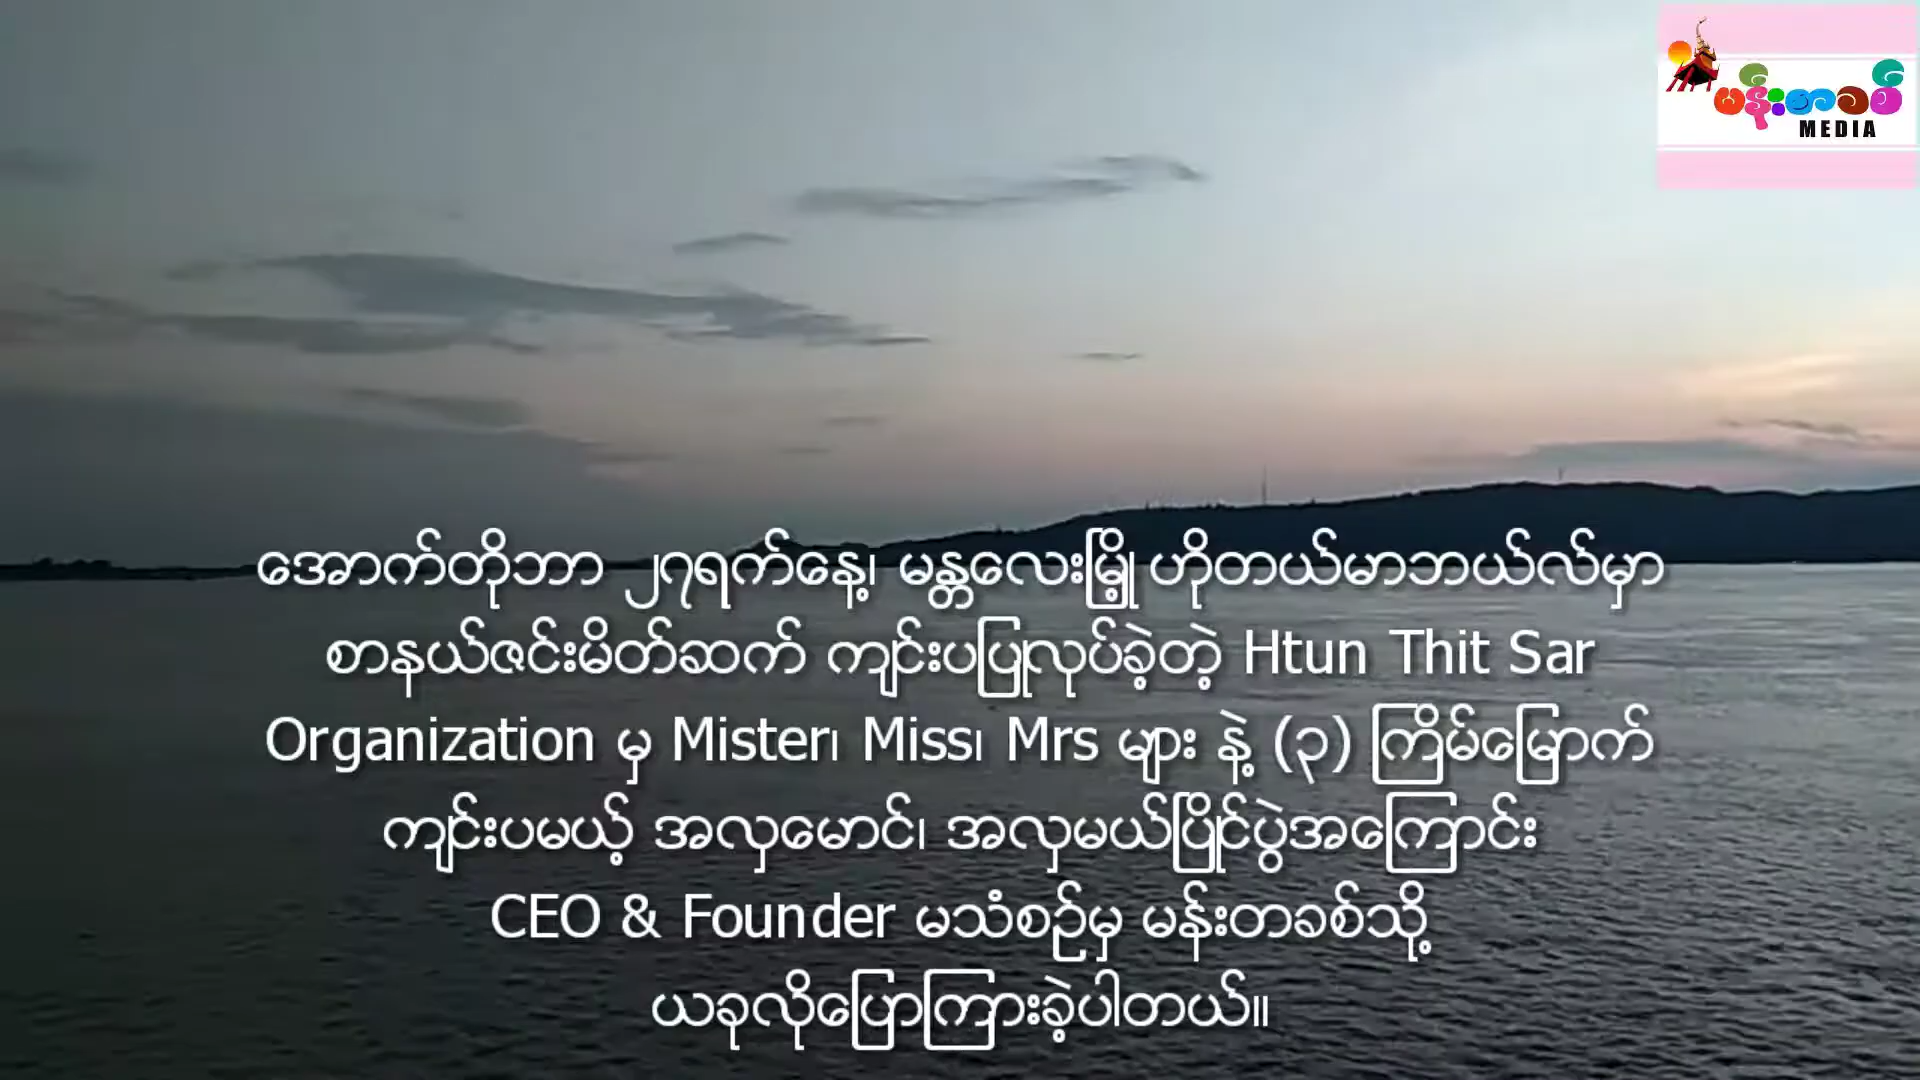 မန်းတခစ်
MEDIA
အောက်တိုဘာ ၂၇ရက်နေ့၊ မန္တလေးမြို့ ဟိုတယ်မာဘယ်လ်မှာ
စာနယ်ဇင်းမိတ်ဆက် ကျင်းပပြုလုပ်ခဲ့တဲ့ Htun Thit Sar
Organization မှ Mister၊ Miss၊ Mrs များ နဲ့ (၃) ကြိမ်မြောက်
ကျင်းပမယ့် အလှမောင်၊ အလှမယ်ပြိုင်ပွဲအကြောင်း
CEO & Founder မသံစဉ်မှ မန်းတခစ်သို့
ယခုလိုပြောကြားခဲ့ပါတယ်။